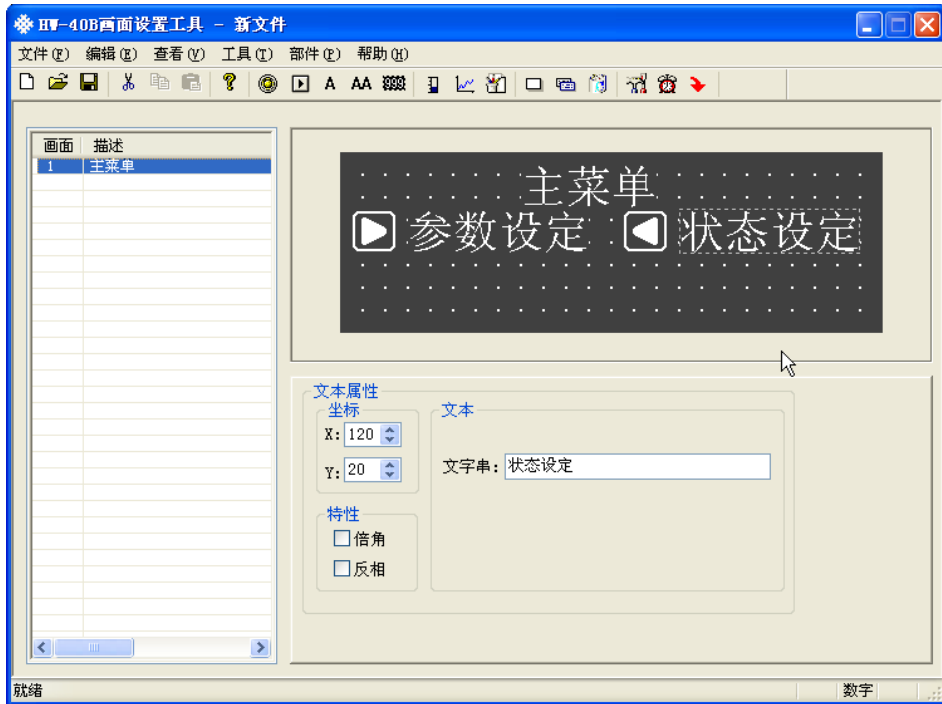 HW-40B画面设置工具 - 新文件
文件(F) 编辑(E) 查看(V) 工具(T) 部件(P) 帮助(H)
A AA
画面 描述
1 主菜单
主菜单
参数设定 状态设定
文本属性
坐标
X: 120
Y: 20
文本
文字串: 状态设定
特性
倍角
反相
就绪 数字